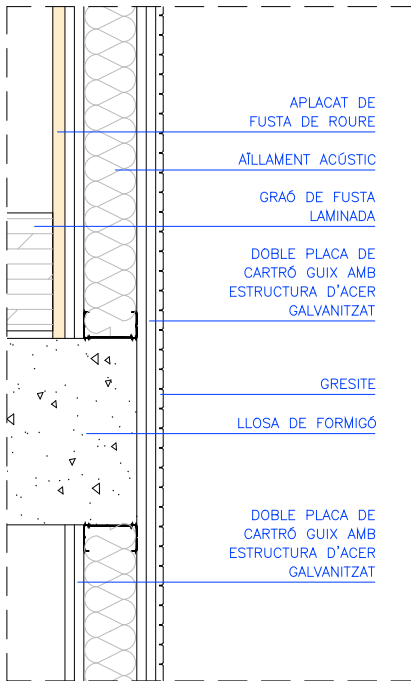 APLACAT DE
FUSTA DE ROURE
AÏLLAMENT ACÚSTIC
GRAÓ DE FUSTA
LAMINADA
DOBLE PLACA DE
CARTRÓ GUIX AMB
ESTRUCTURA D'ACER
GALVANITZAT
GRESITE
LLOSA DE FORMIGÓ
DOBLE PLACA DE
CARTRÓ GUIX AMB
ESTRUCTURA D'ACER
GALVANITZAT